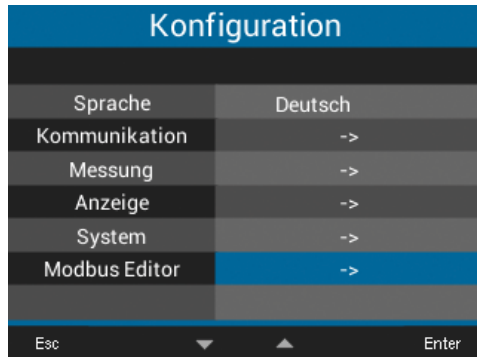 Konfiguration
Sprache Deutsch
Kommunikation ->
Messung ->
Anzeige ->
System ->
Modbus Editor ->
Esc Enter